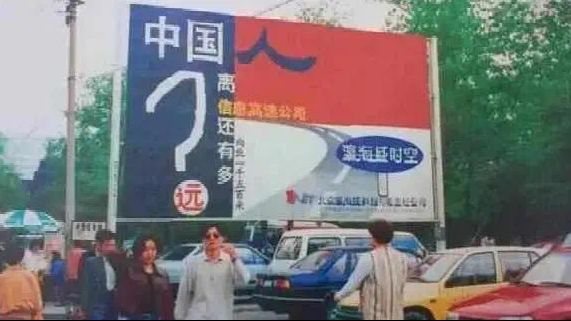 中国人
离
信息高速公司
还有多
远
?
向北一千五百米
瀛海威时空